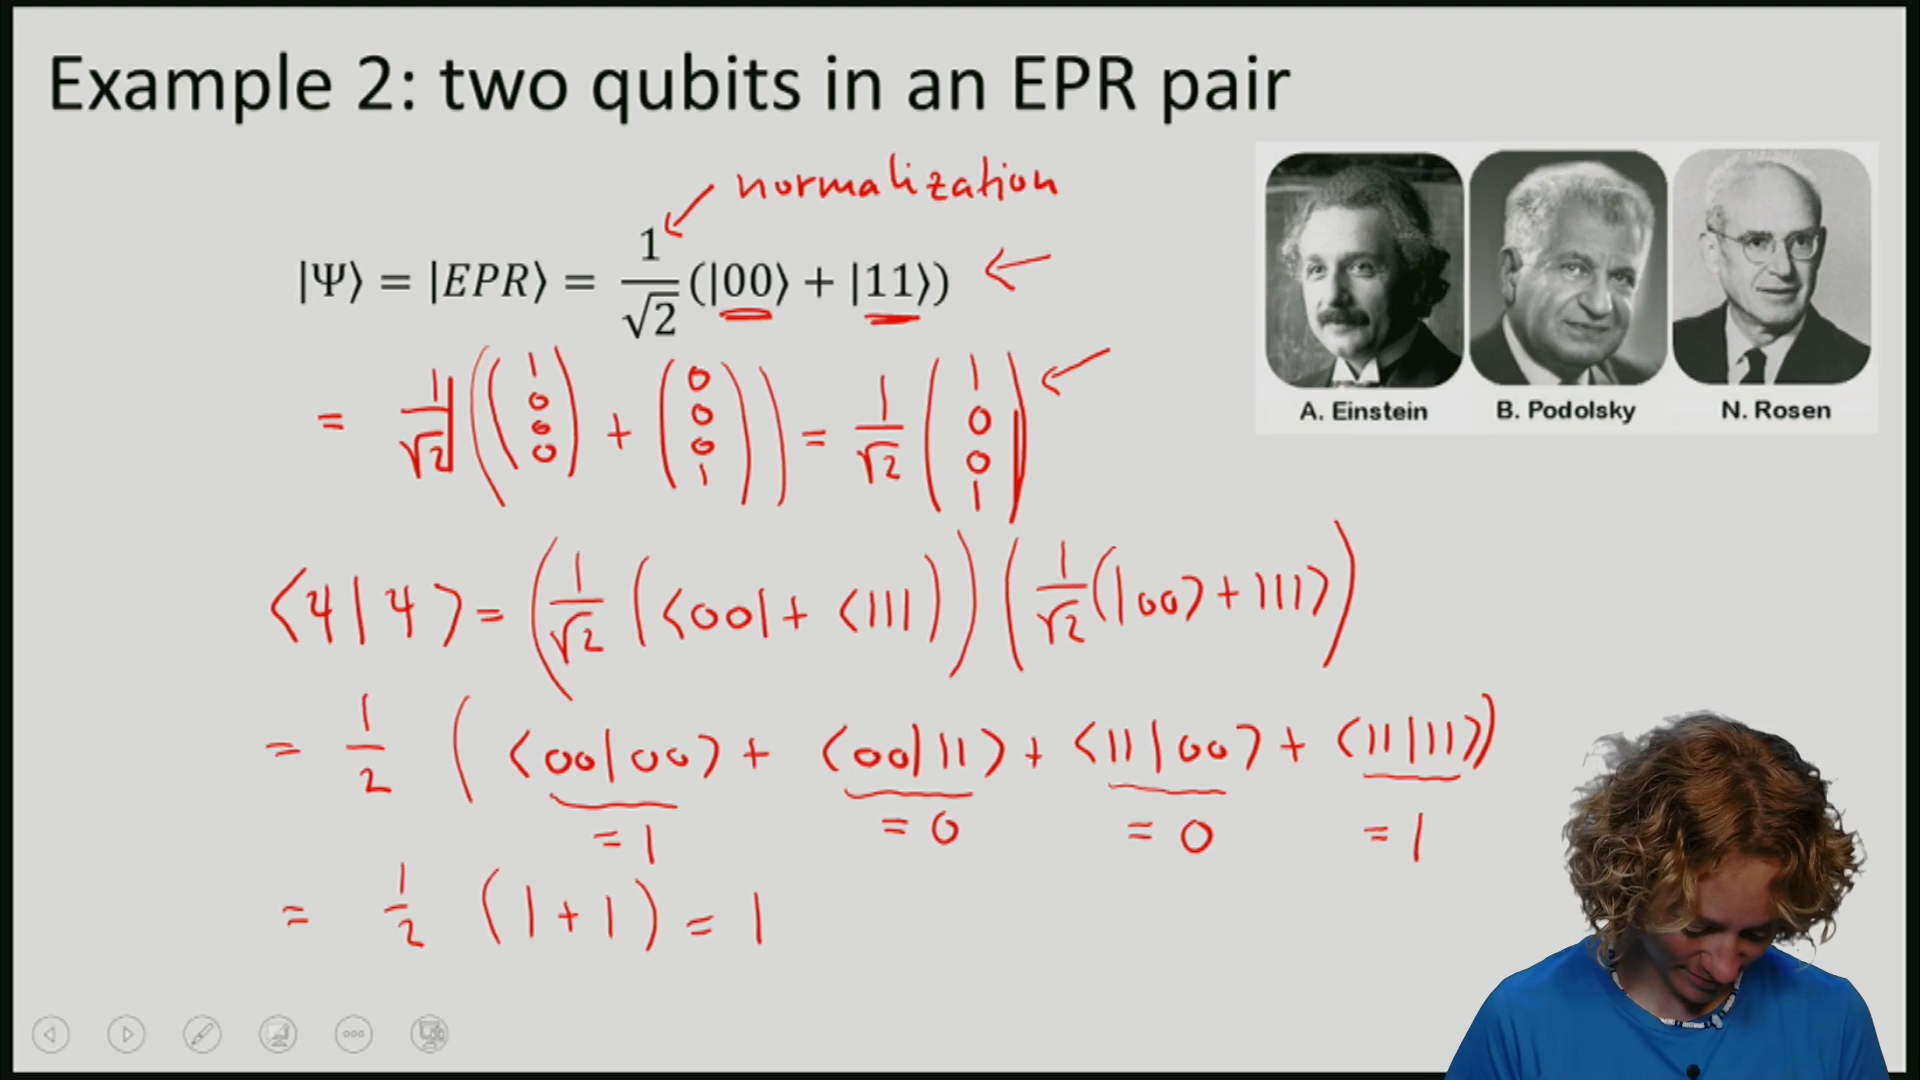 Example 2: two qubits in an EPR pair
normalization
|Ψ⟩ = |EPR⟩ = 1/√2 (|00⟩ + |11⟩)
= 1/√2 ((1 0 0 0) + (0 0 0 1)) = 1/√2 (1 0 0 1)
A. Einstein B. Podolsky N. Rosen
⟨Ψ|Ψ⟩ = (1/√2 (⟨00| + ⟨11|)) (1/√2 (|00⟩ + |11⟩)
= 1/2 (⟨00|00⟩ + ⟨00|11⟩ + ⟨11|00⟩ + ⟨11|11⟩)
=1 =0 =0 =1
= 1/2 (1+1) = 1